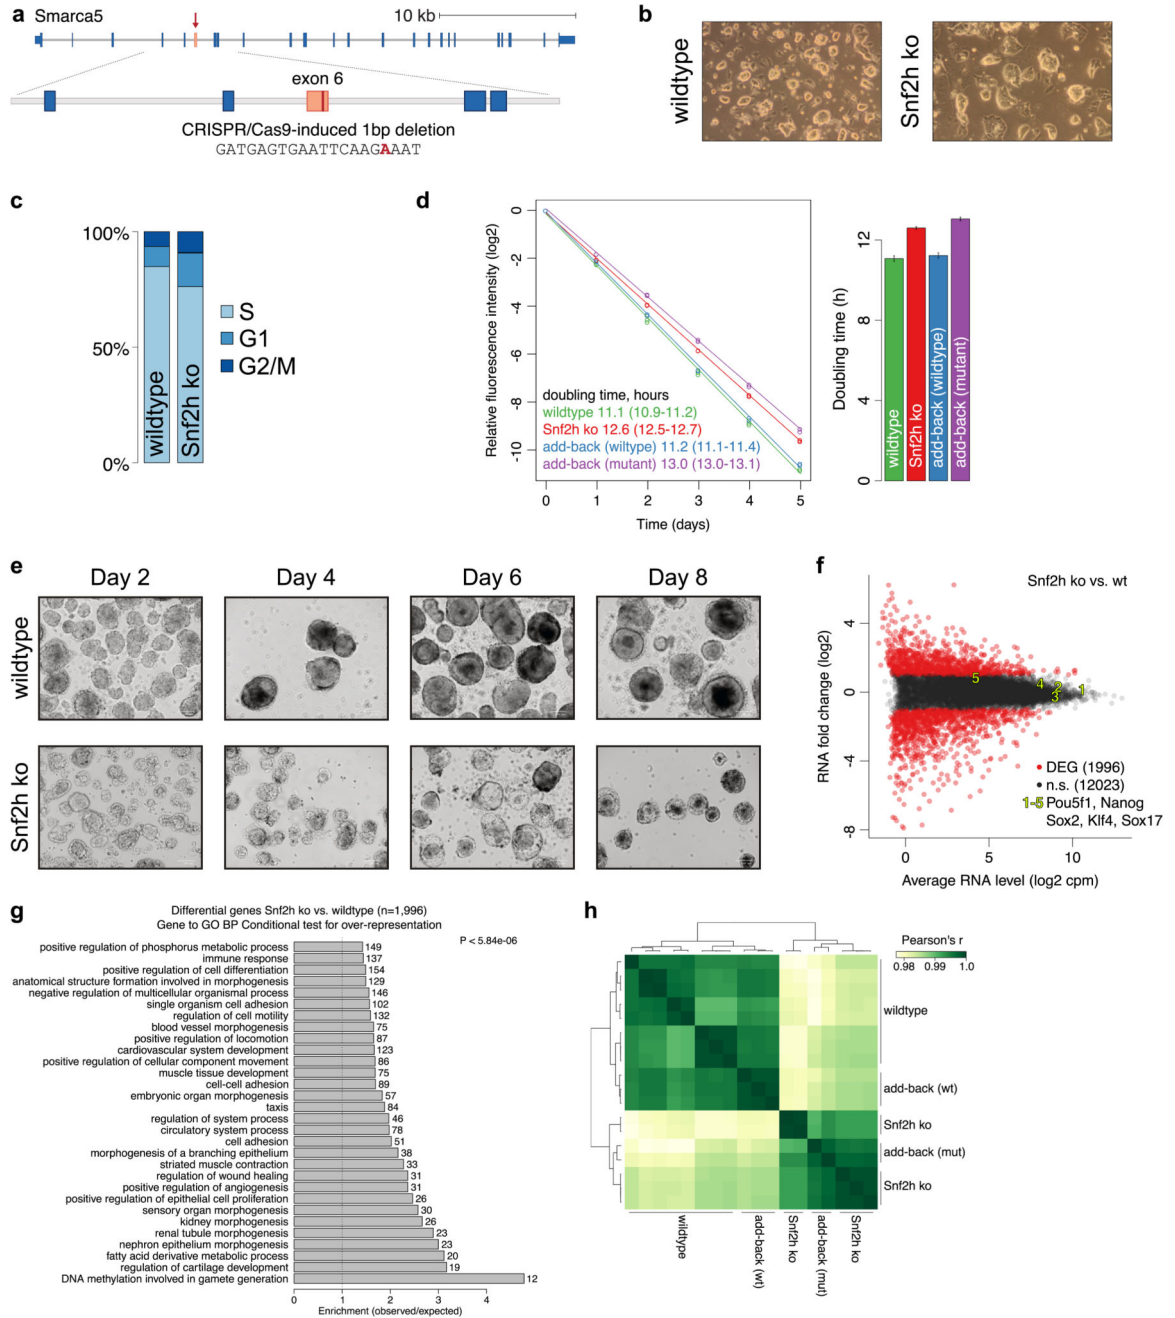 a
Smarca5
10 kb
exon 6
CRISPR/Cas9-induced 1bp deletion
GATGAGTGAATTCAAGAAAT
b
wildtype
Snf2h ko
c
100%
50%
0%
wildtype
Snf2h ko
S
G1
G2/M
d
Relative fluorescence intensity (log2)
0
-2
-4
-6
-8
-10
doubling time, hours
wildtype 11.1 (10.9-11.2)
Snf2h ko 12.6 (12.5-12.7)
add-back (wiltype) 11.2 (11.1-11.4)
add-back (mutant) 13.0 (13.0-13.1)
0 1 2 3 4 5
Time (days)
Doubling time (h)
0
4
8
12
wildtype
Snf2h ko
add-back (wildtype)
add-back (mutant)
e
Day 2
Day 4
Day 6
Day 8
wildtype
Snf2h ko
f
Snf2h ko vs. wt
RNA fold change (log2)
4
0
-4
-8
5
4
2
3
1
DEG (1996)
n.s. (12023)
1-5 Pou5f1, Nanog
Sox2, Klf4, Sox17
0 5 10
Average RNA level (log2 cpm)
g
Differential genes Snf2h ko vs. wildtype (n=1,996)
Gene to GO BP Conditional test for over-representation
P < 5.84e-06
positive regulation of phosphorus metabolic process 149
immune response 137
positive regulation of cell differentiation 154
anatomical structure formation involved in morphogenesis 129
negative regulation of multicellular organismal process 146
single organism cell adhesion 102
regulation of cell motility 132
blood vessel morphogenesis 75
positive regulation of locomotion 87
cardiovascular system development 123
positive regulation of cellular component movement 86
muscle tissue development 75
cell-cell adhesion 89
embryonic organ morphogenesis 57
taxis 84
regulation of system process 46
circulatory system process 78
cell adhesion 51
morphogenesis of a branching epithelium 38
striated muscle contraction 33
regulation of wound healing 31
positive regulation of angiogenesis 31
positive regulation of epithelial cell proliferation 26
sensory organ morphogenesis 30
kidney morphogenesis 26
renal tubule morphogenesis 23
nephron epithelium morphogenesis 23
fatty acid derivative metabolic process 20
regulation of cartilage development 19
DNA methylation involved in gamete generation 12
0 1 2 3 4
Enrichment (observed/expected)
h
Pearson's r
0.98 0.99 1.0
wildtype
add-back (wt)
Snf2h ko
add-back (mut)
Snf2h ko
wildtype
add-back (wt)
Snf2h ko
add-back (mut)
Snf2h ko